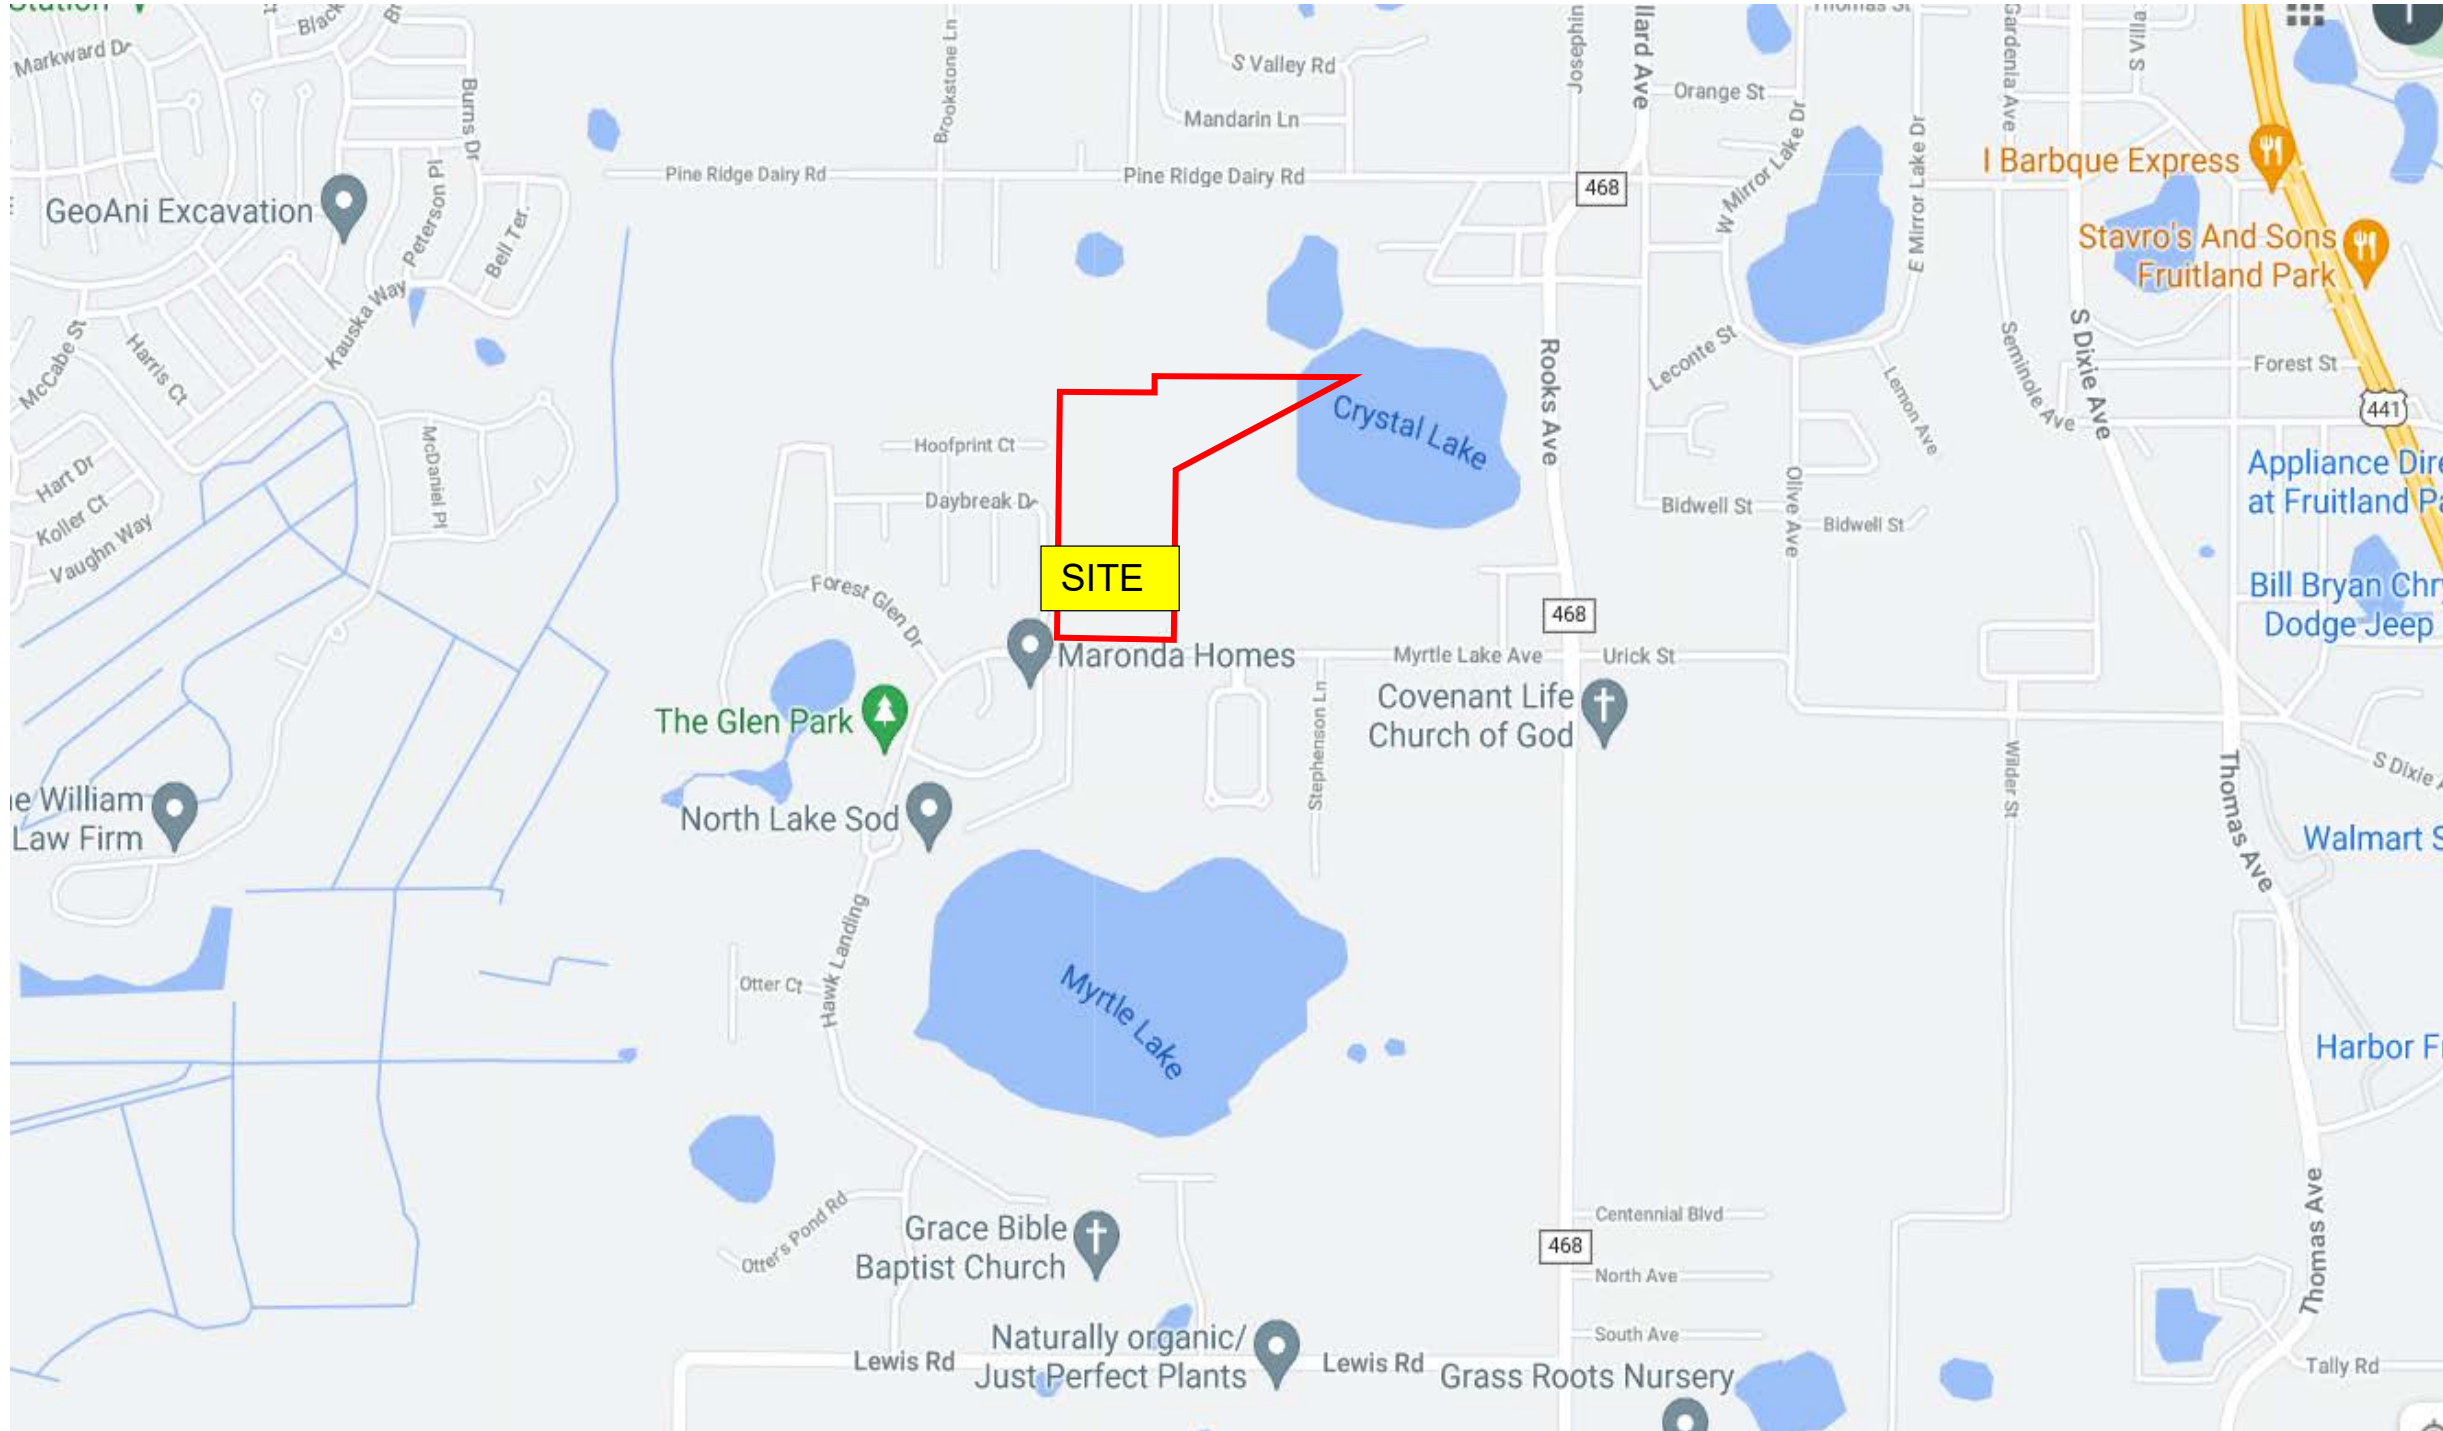 Markward Dr
Black
Burns Dr
Brookstone Ln
S Valley Rd
Mandarin Ln
Orange St
Thomas St
Gardenia Ave
S Villa
W Mirror Lake Dr
E Mirror Lake Dr
Pine Ridge Dairy Rd
Pine Ridge Dairy Rd
468
I Barbque Express
GeoAni Excavation
Peterson Pl
Bell Ter.
Stavro's And Sons
Fruitland Park
Kauska Way
McCabe St
Harris Ct
Rooks Ave
Leconte St
Lemon Ave
Seminole Ave
S Dixie Ave
Forest St
441
Crystal Lake
McDaniel Pl
Hoofprint Ct
Hart Dr
Koller Ct
Vaughn Way
Daybreak Dr
Olive Ave
Bidwell St
Bidwell St
Appliance Dire
at Fruitland Pa
SITE
Forest Glen Dr
468
Bill Bryan Chry
Dodge Jeep
Maronda Homes
Myrtle Lake Ave
Urick St
The Glen Park
Stephenson Ln
Covenant Life
Church of God
Wilder St
Thomas Ave
S Dixie A
e William
Law Firm
North Lake Sod
Walmart S
Hawk Landing
Otter Ct
Myrtle Lake
Harbor Fr
Otter's Pond Rd
Grace Bible
Baptist Church
468
Centennial Blvd
North Ave
South Ave
Thomas Ave
Naturally organic/
Just Perfect Plants
Lewis Rd
Lewis Rd
Grass Roots Nursery
Tally Rd